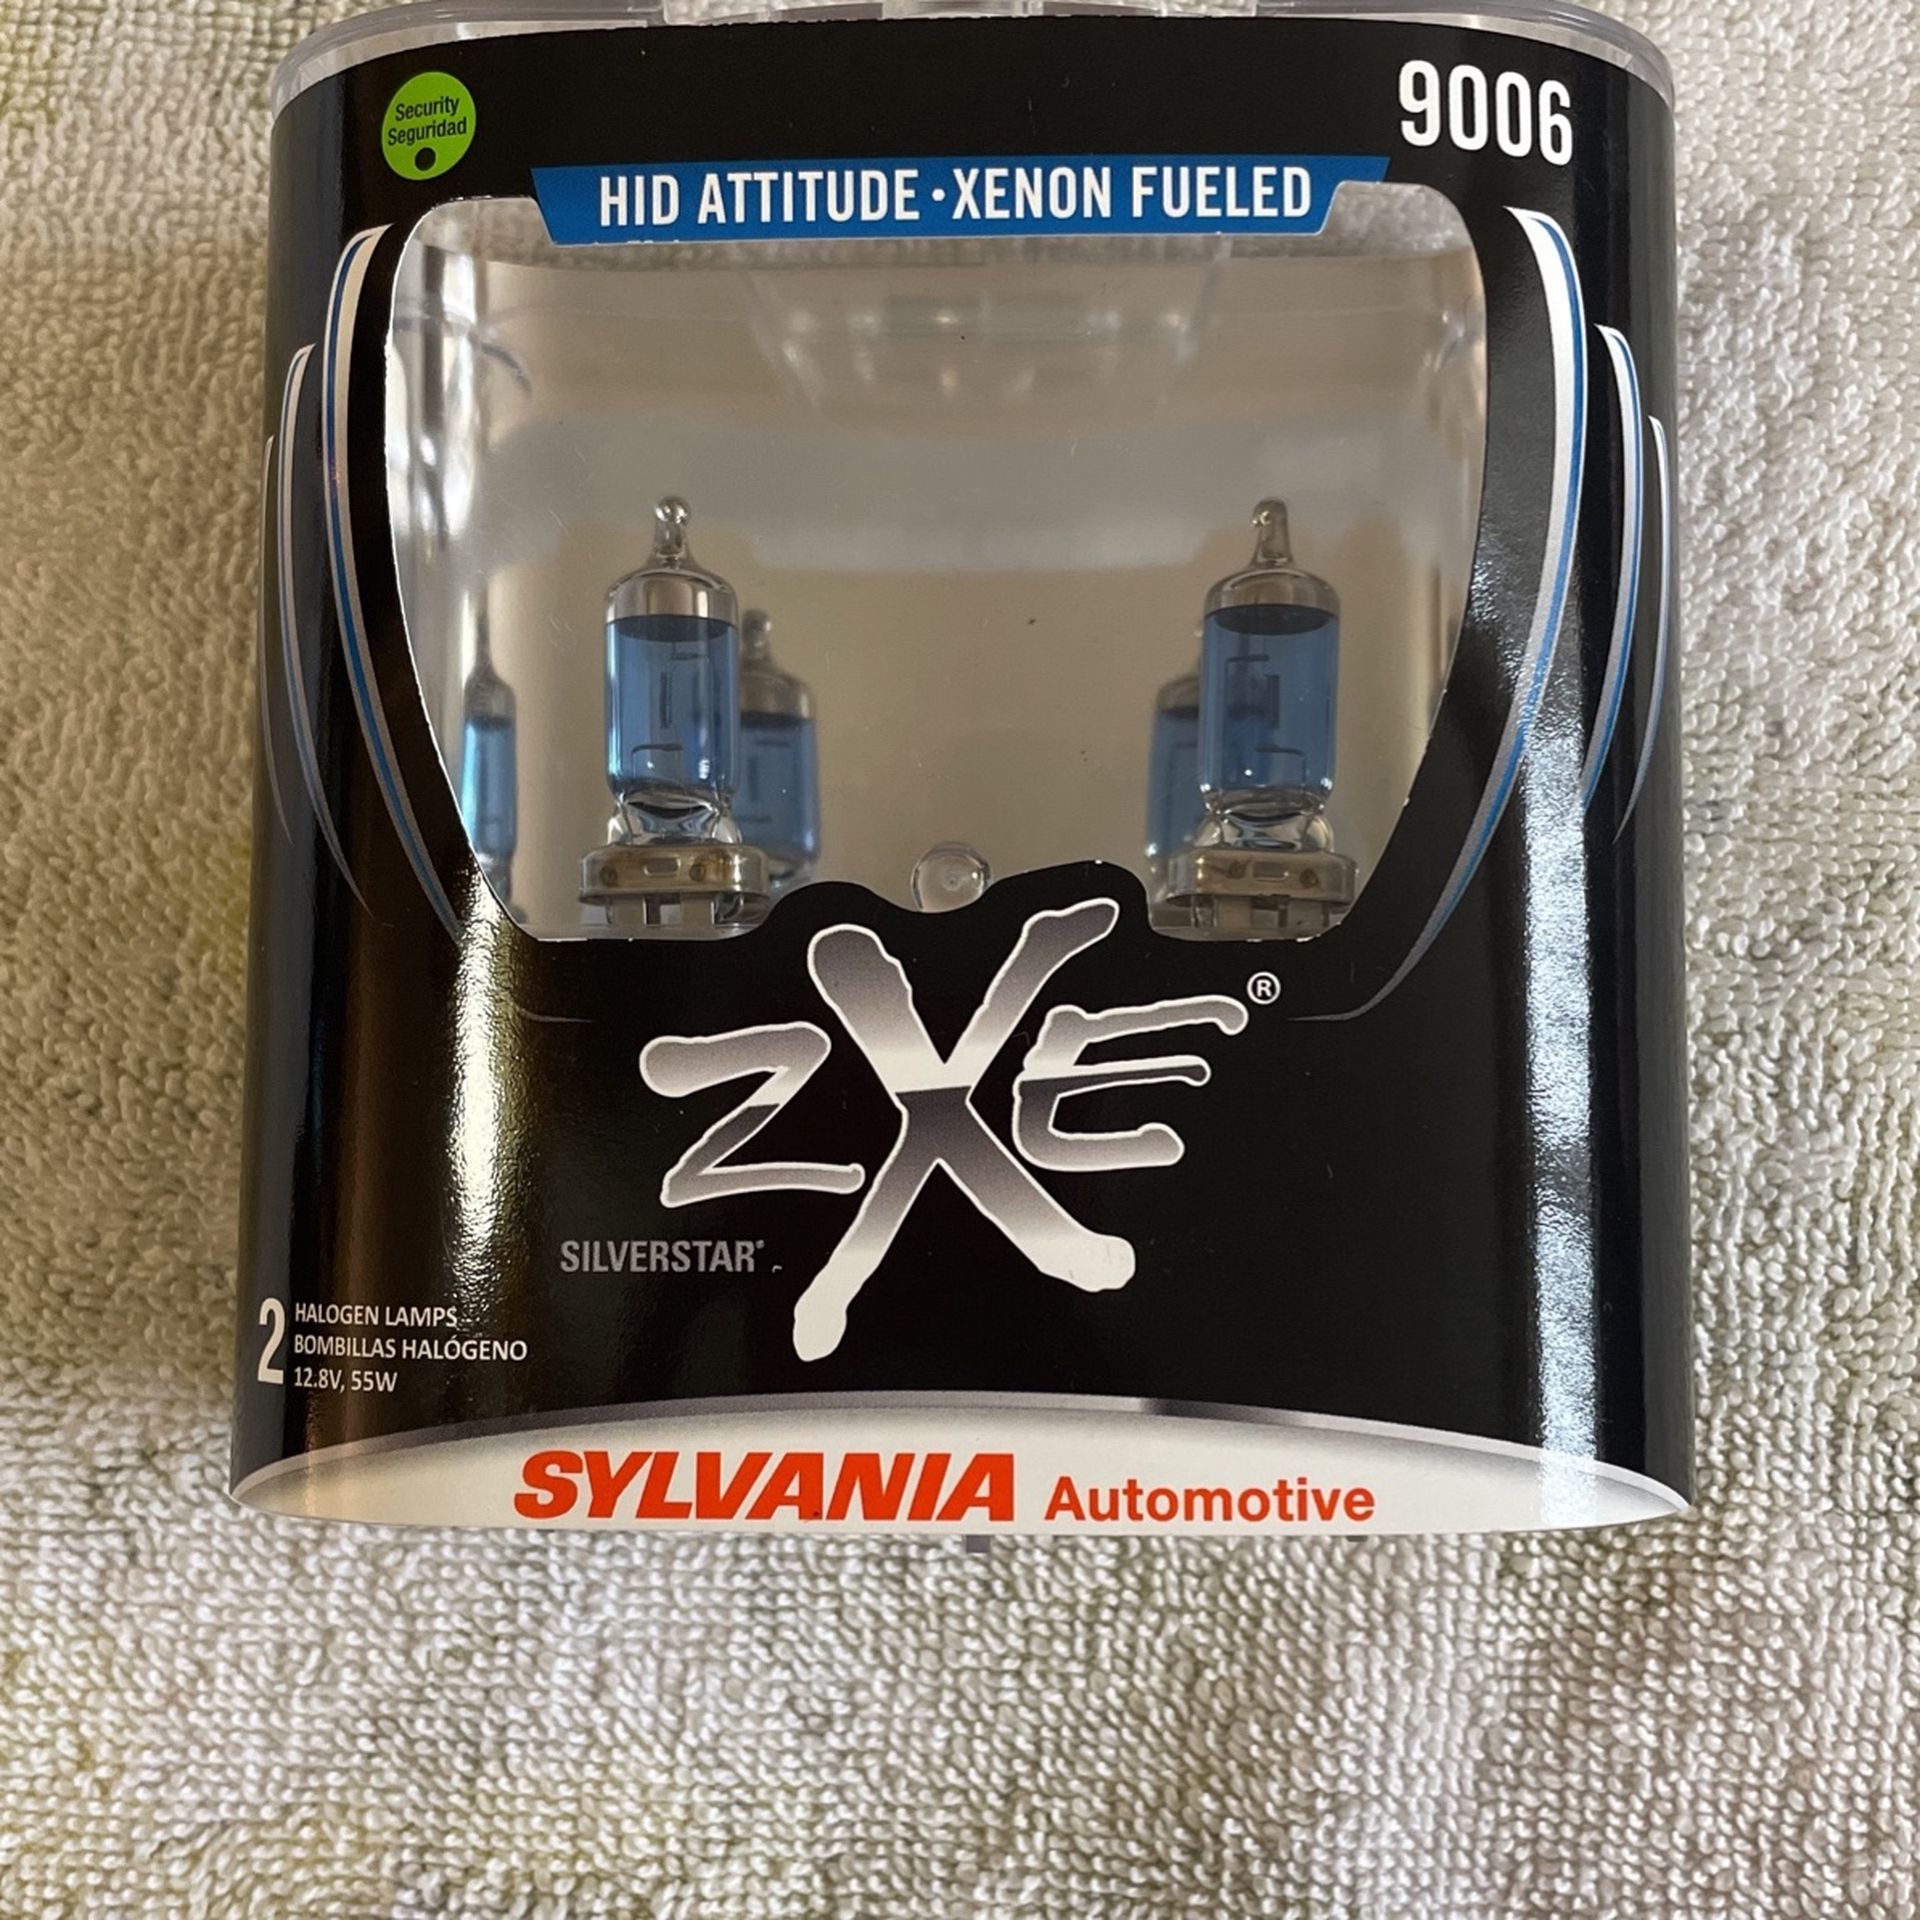 Security
Seguridad
9006
HID ATTITUDE • XENON FUELED
ZXE®
SILVERSTAR®
2 HALOGEN LAMPS
BOMBILLAS HALÓGENO
12.8V, 55W
SYLVANIA Automotive